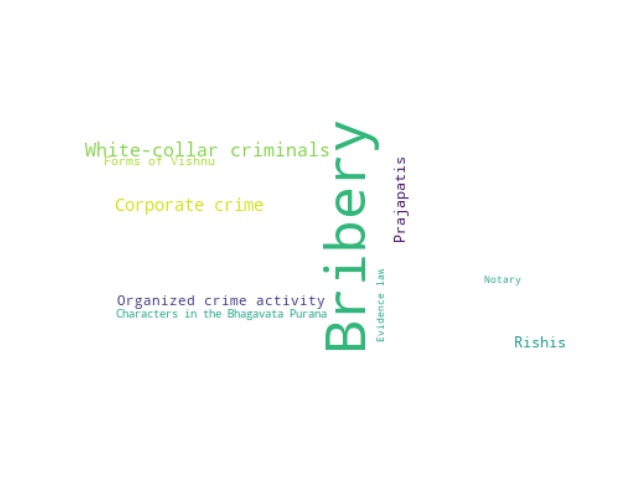 White-collar criminals
Forms of Vishnu
Corporate crime
Bribery
Prajapatis
Evidence law
Notary
Organized crime activity
Characters in the Bhagavata Purana
Rishis